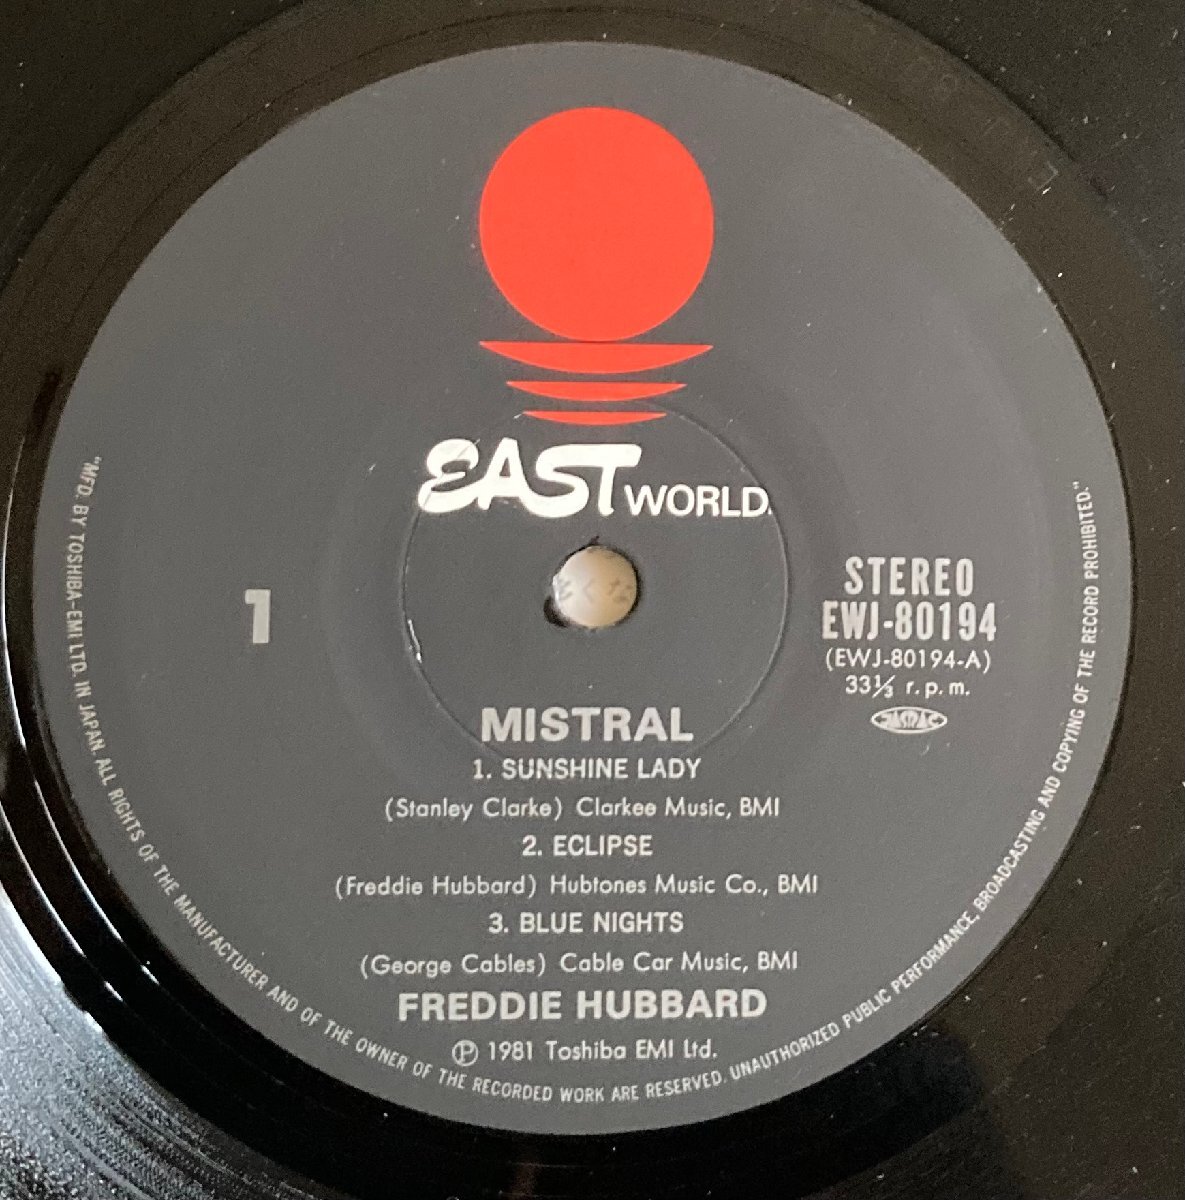 EAST WORLD.
1
STEREO
EWJ-80194
(EWJ-80194-A)
33⅓ r.p.m.
JASRAC
MISTRAL
1. SUNSHINE LADY
(Stanley Clarke) Clarkee Music, BMI
2. ECLIPSE
(Freddie Hubbard) Hubtones Music Co., BMI
3. BLUE NIGHTS
(George Cables) Cable Car Music, BMI
FREDDIE HUBBARD
Ⓟ 1981 Toshiba EMI Ltd.
"MFD. BY TOSHIBA-EMI LTD. IN JAPAN. ALL RIGHTS OF THE MANUFACTURER AND OF THE OWNER OF THE RECORDED WORK ARE RESERVED. UNAUTHORIZED PUBLIC PERFORMANCE, BROADCASTING AND COPYING OF THE RECORD PROHIBITED."